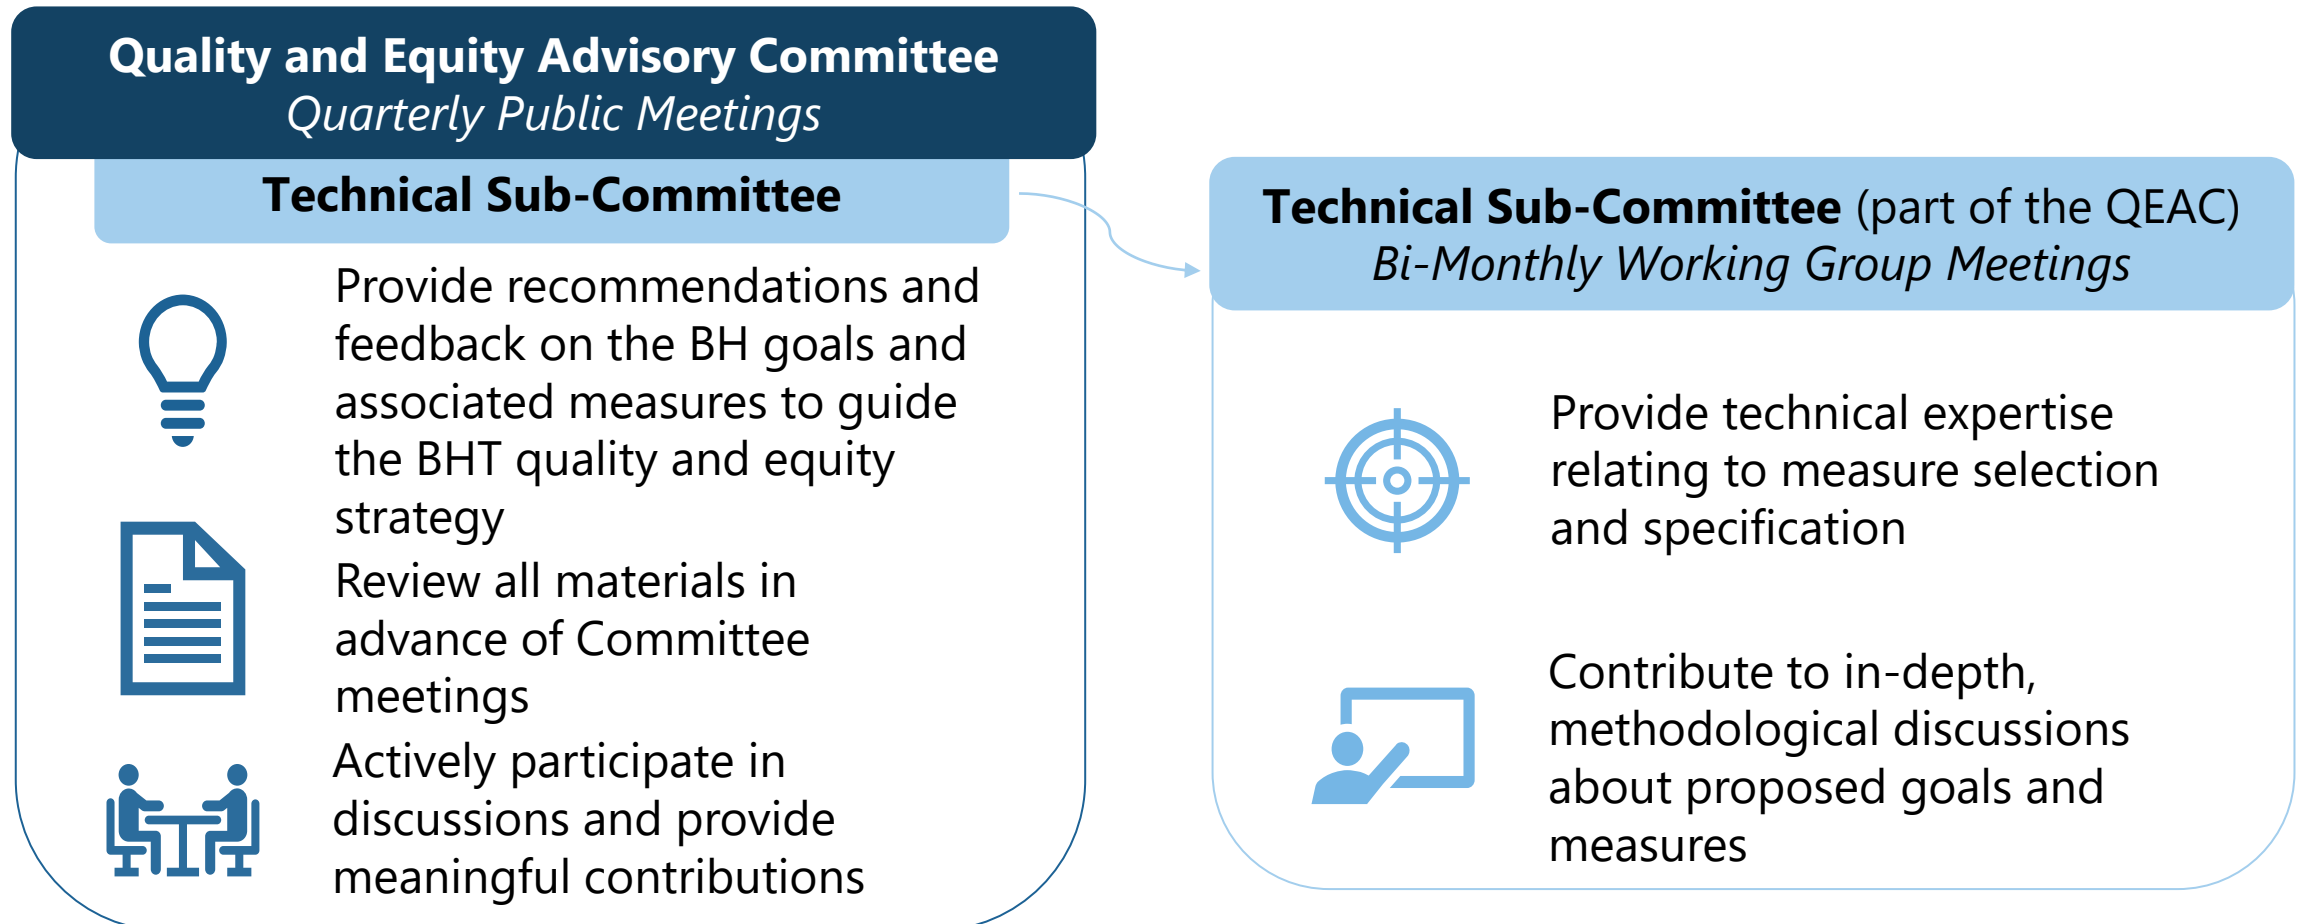 Quality and Equity Advisory Committee
Quarterly Public Meetings
Technical Sub-Committee
Provide recommendations and
feedback on the BH goals and
associated measures to guide
the BHT quality and equity
strategy
Review all materials in
advance of Committee
meetings
Actively participate in
discussions and provide
meaningful contributions
Technical Sub-Committee (part of the QEAC)
Bi-Monthly Working Group Meetings
Provide technical expertise
relating to measure selection
and specification
Contribute to in-depth,
methodological discussions
about proposed goals and
measures